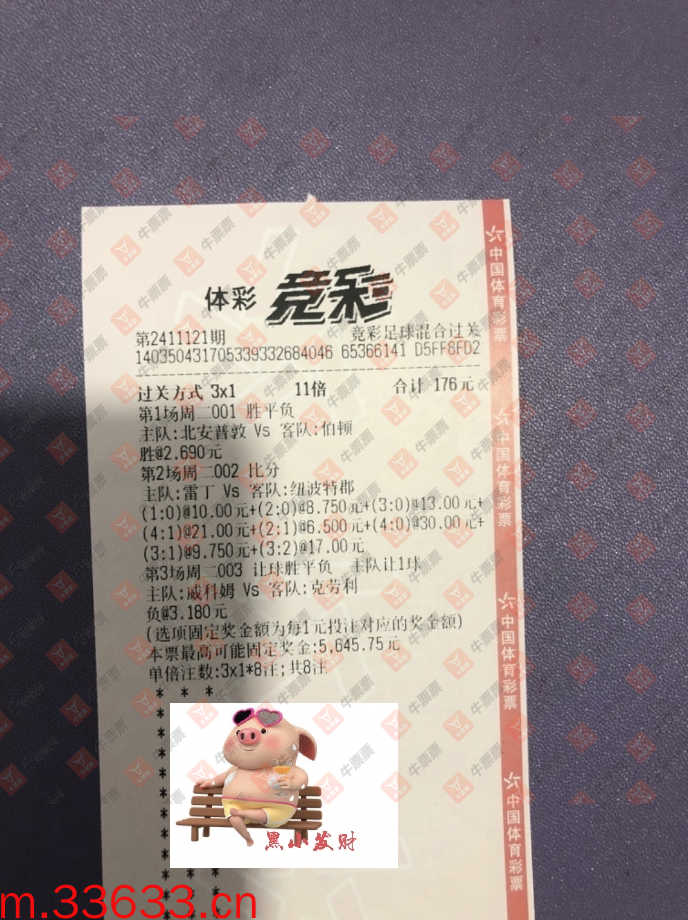 体彩 竞彩
第2411121期 竞彩足球混合过关
140350431705339332684046 65366141 D5FF8FD2
过关方式 3x1 11倍 合计 176元
第1场周二001 胜平负
主队:北安普敦 Vs 客队:伯顿
胜@2.690元
第2场周二002 比分
主队:雷丁 Vs 客队:纽波特郡
(1:0)@10.00元+(2:0)@8.750元+(3:0)@13.00元+
(4:1)@21.00元+(2:1)@6.500元+(4:0)@30.00元+
(3:1)@9.750元+(3:2)@17.00元
第3场周二003 让球胜平负 主队让1球
主队:威科姆 Vs 客队:克劳利
负@3.180元
(选项固定奖金额为每1元投注对应的奖金额)
本票最高可能固定奖金:5,645.75元
单倍注数:3x1*8注;共8注
中国体育彩票
中国体育彩票
中国体育彩票
中国体育彩票
黑小发财
牛票票
m.33633.cn